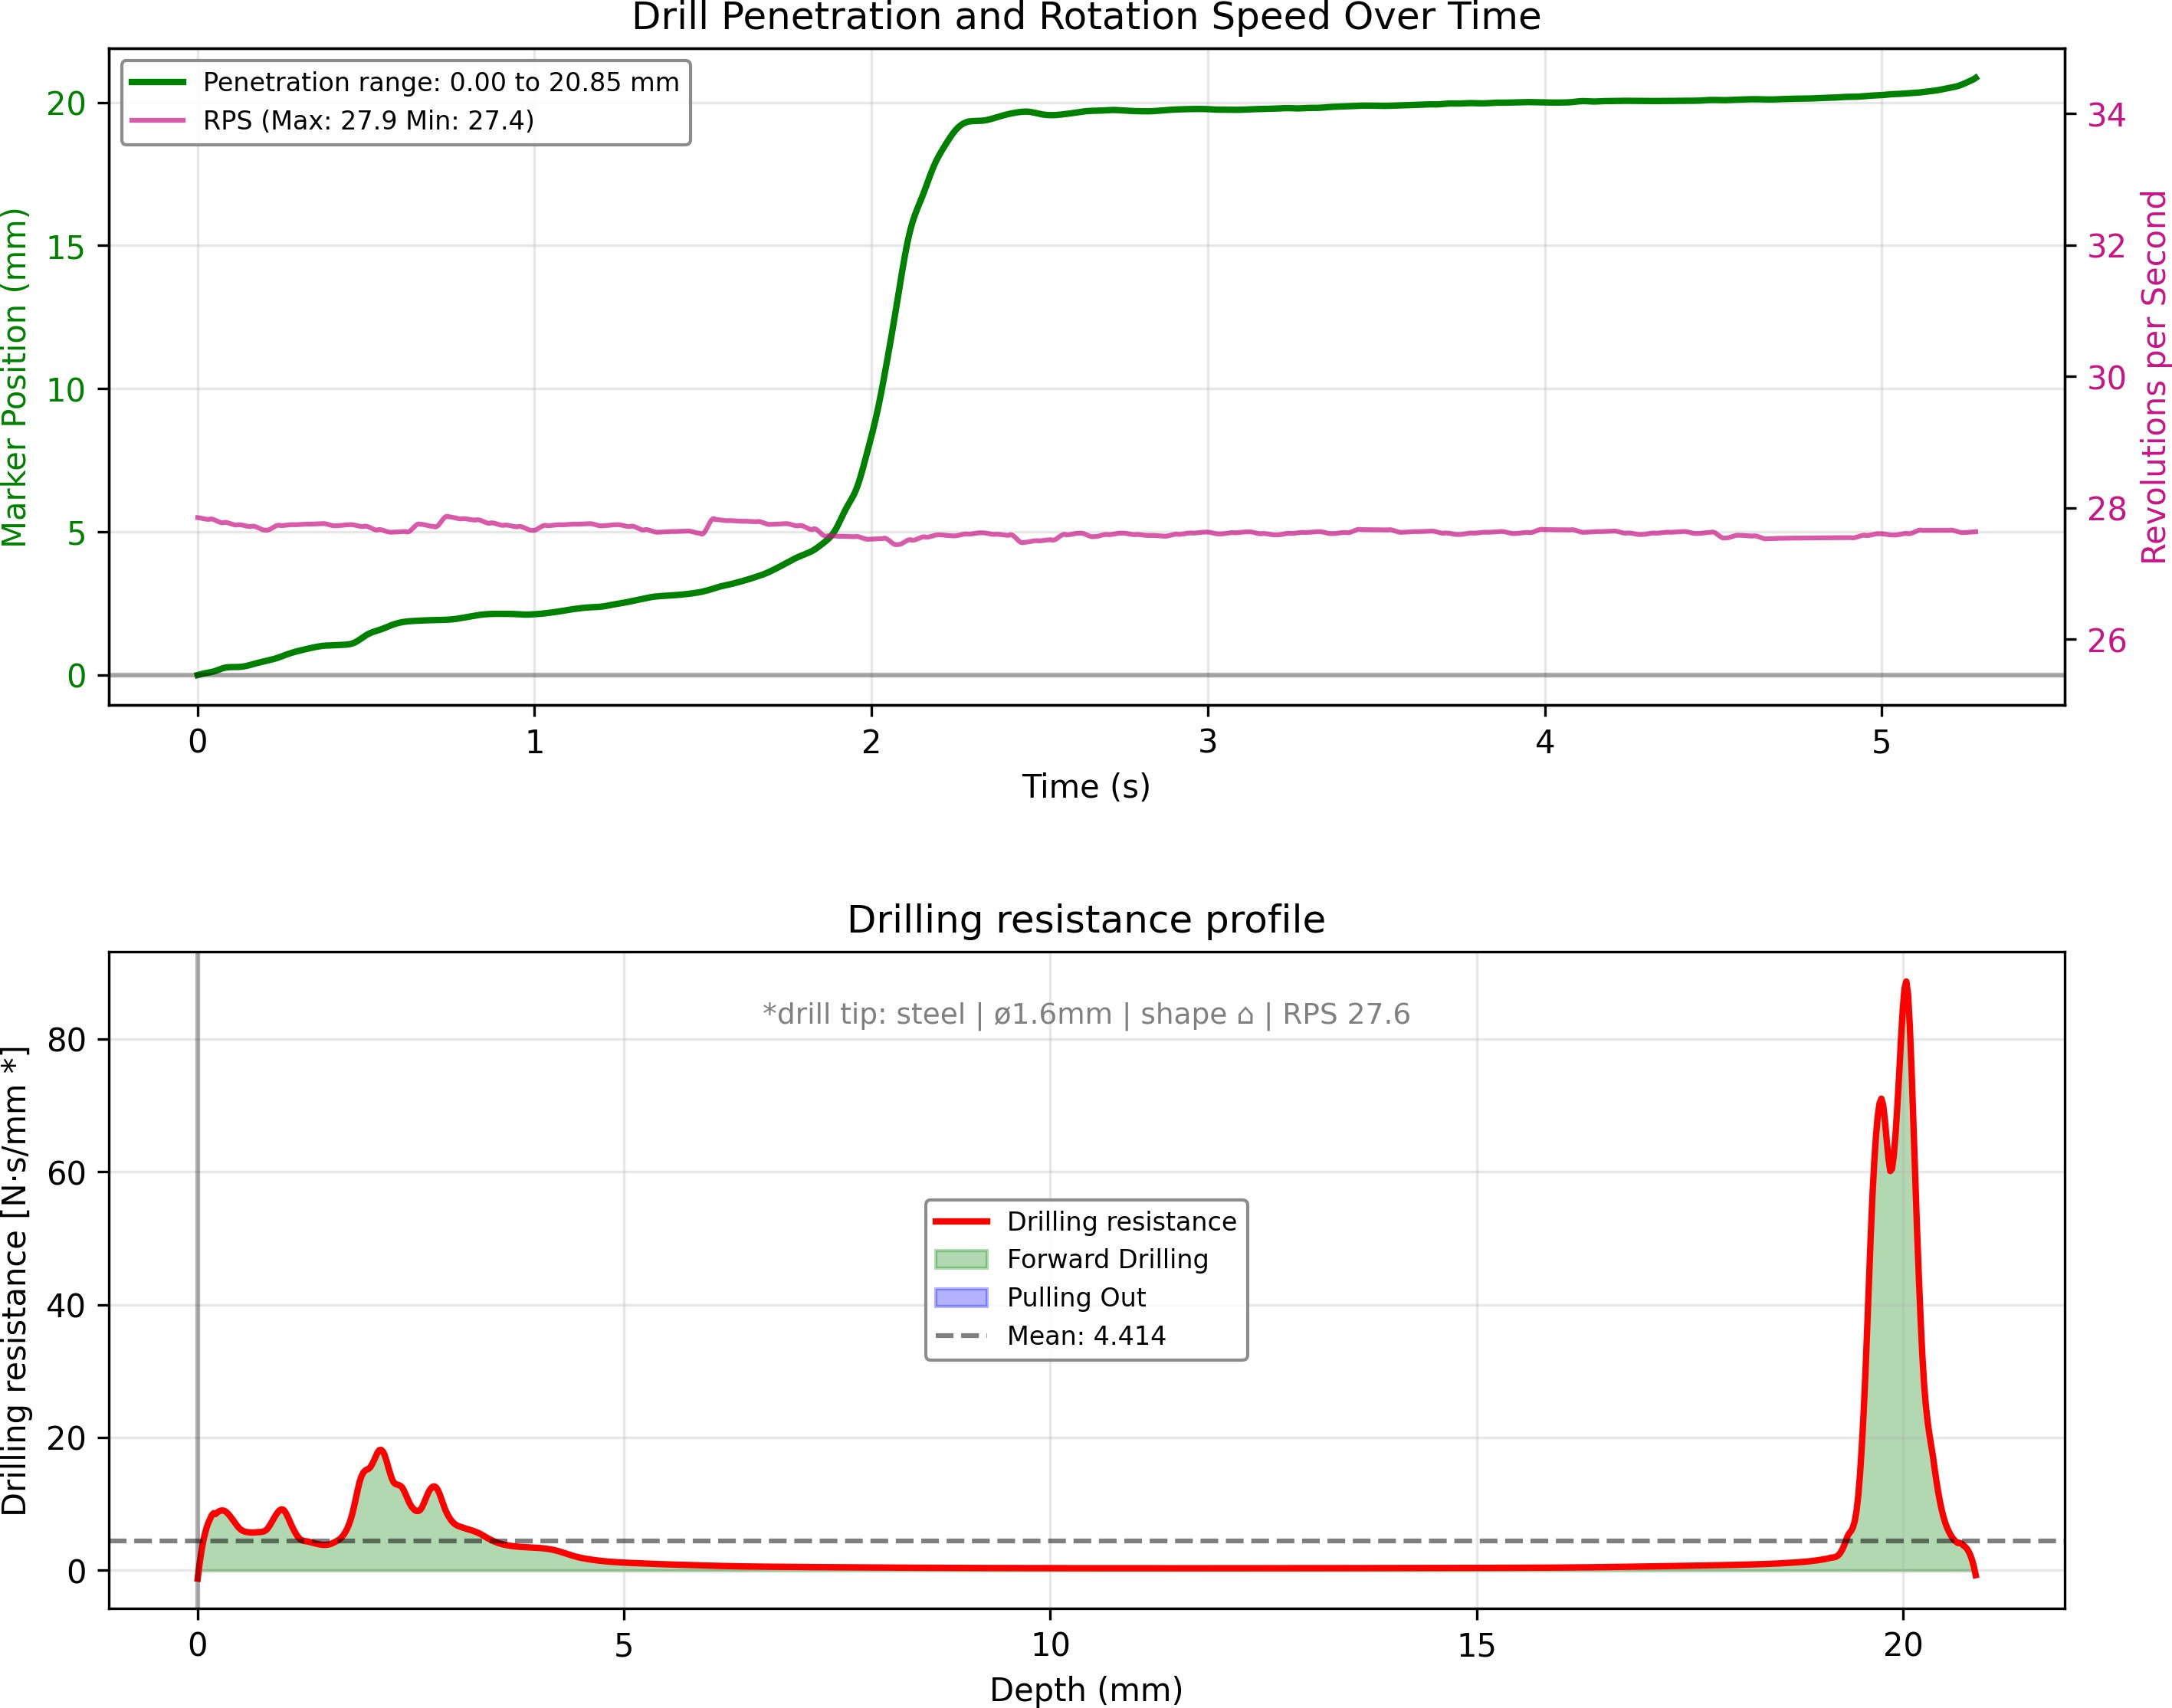 Drill Penetration and Rotation Speed Over Time
Penetration range: 0.00 to 20.85 mm
RPS (Max: 27.9 Min: 27.4)
Marker Position (mm)
20
15
10
5
0
34
32
30
28
26
Revolutions per Second
0 1 2 3 4 5
Time (s)
Drilling resistance profile
*drill tip: steel | ø1.6mm | shape ⌂ | RPS 27.6
Drilling resistance [N·s/mm *]
80
60
40
20
0
Drilling resistance
Forward Drilling
Pulling Out
Mean: 4.414
0 5 10 15 20
Depth (mm)